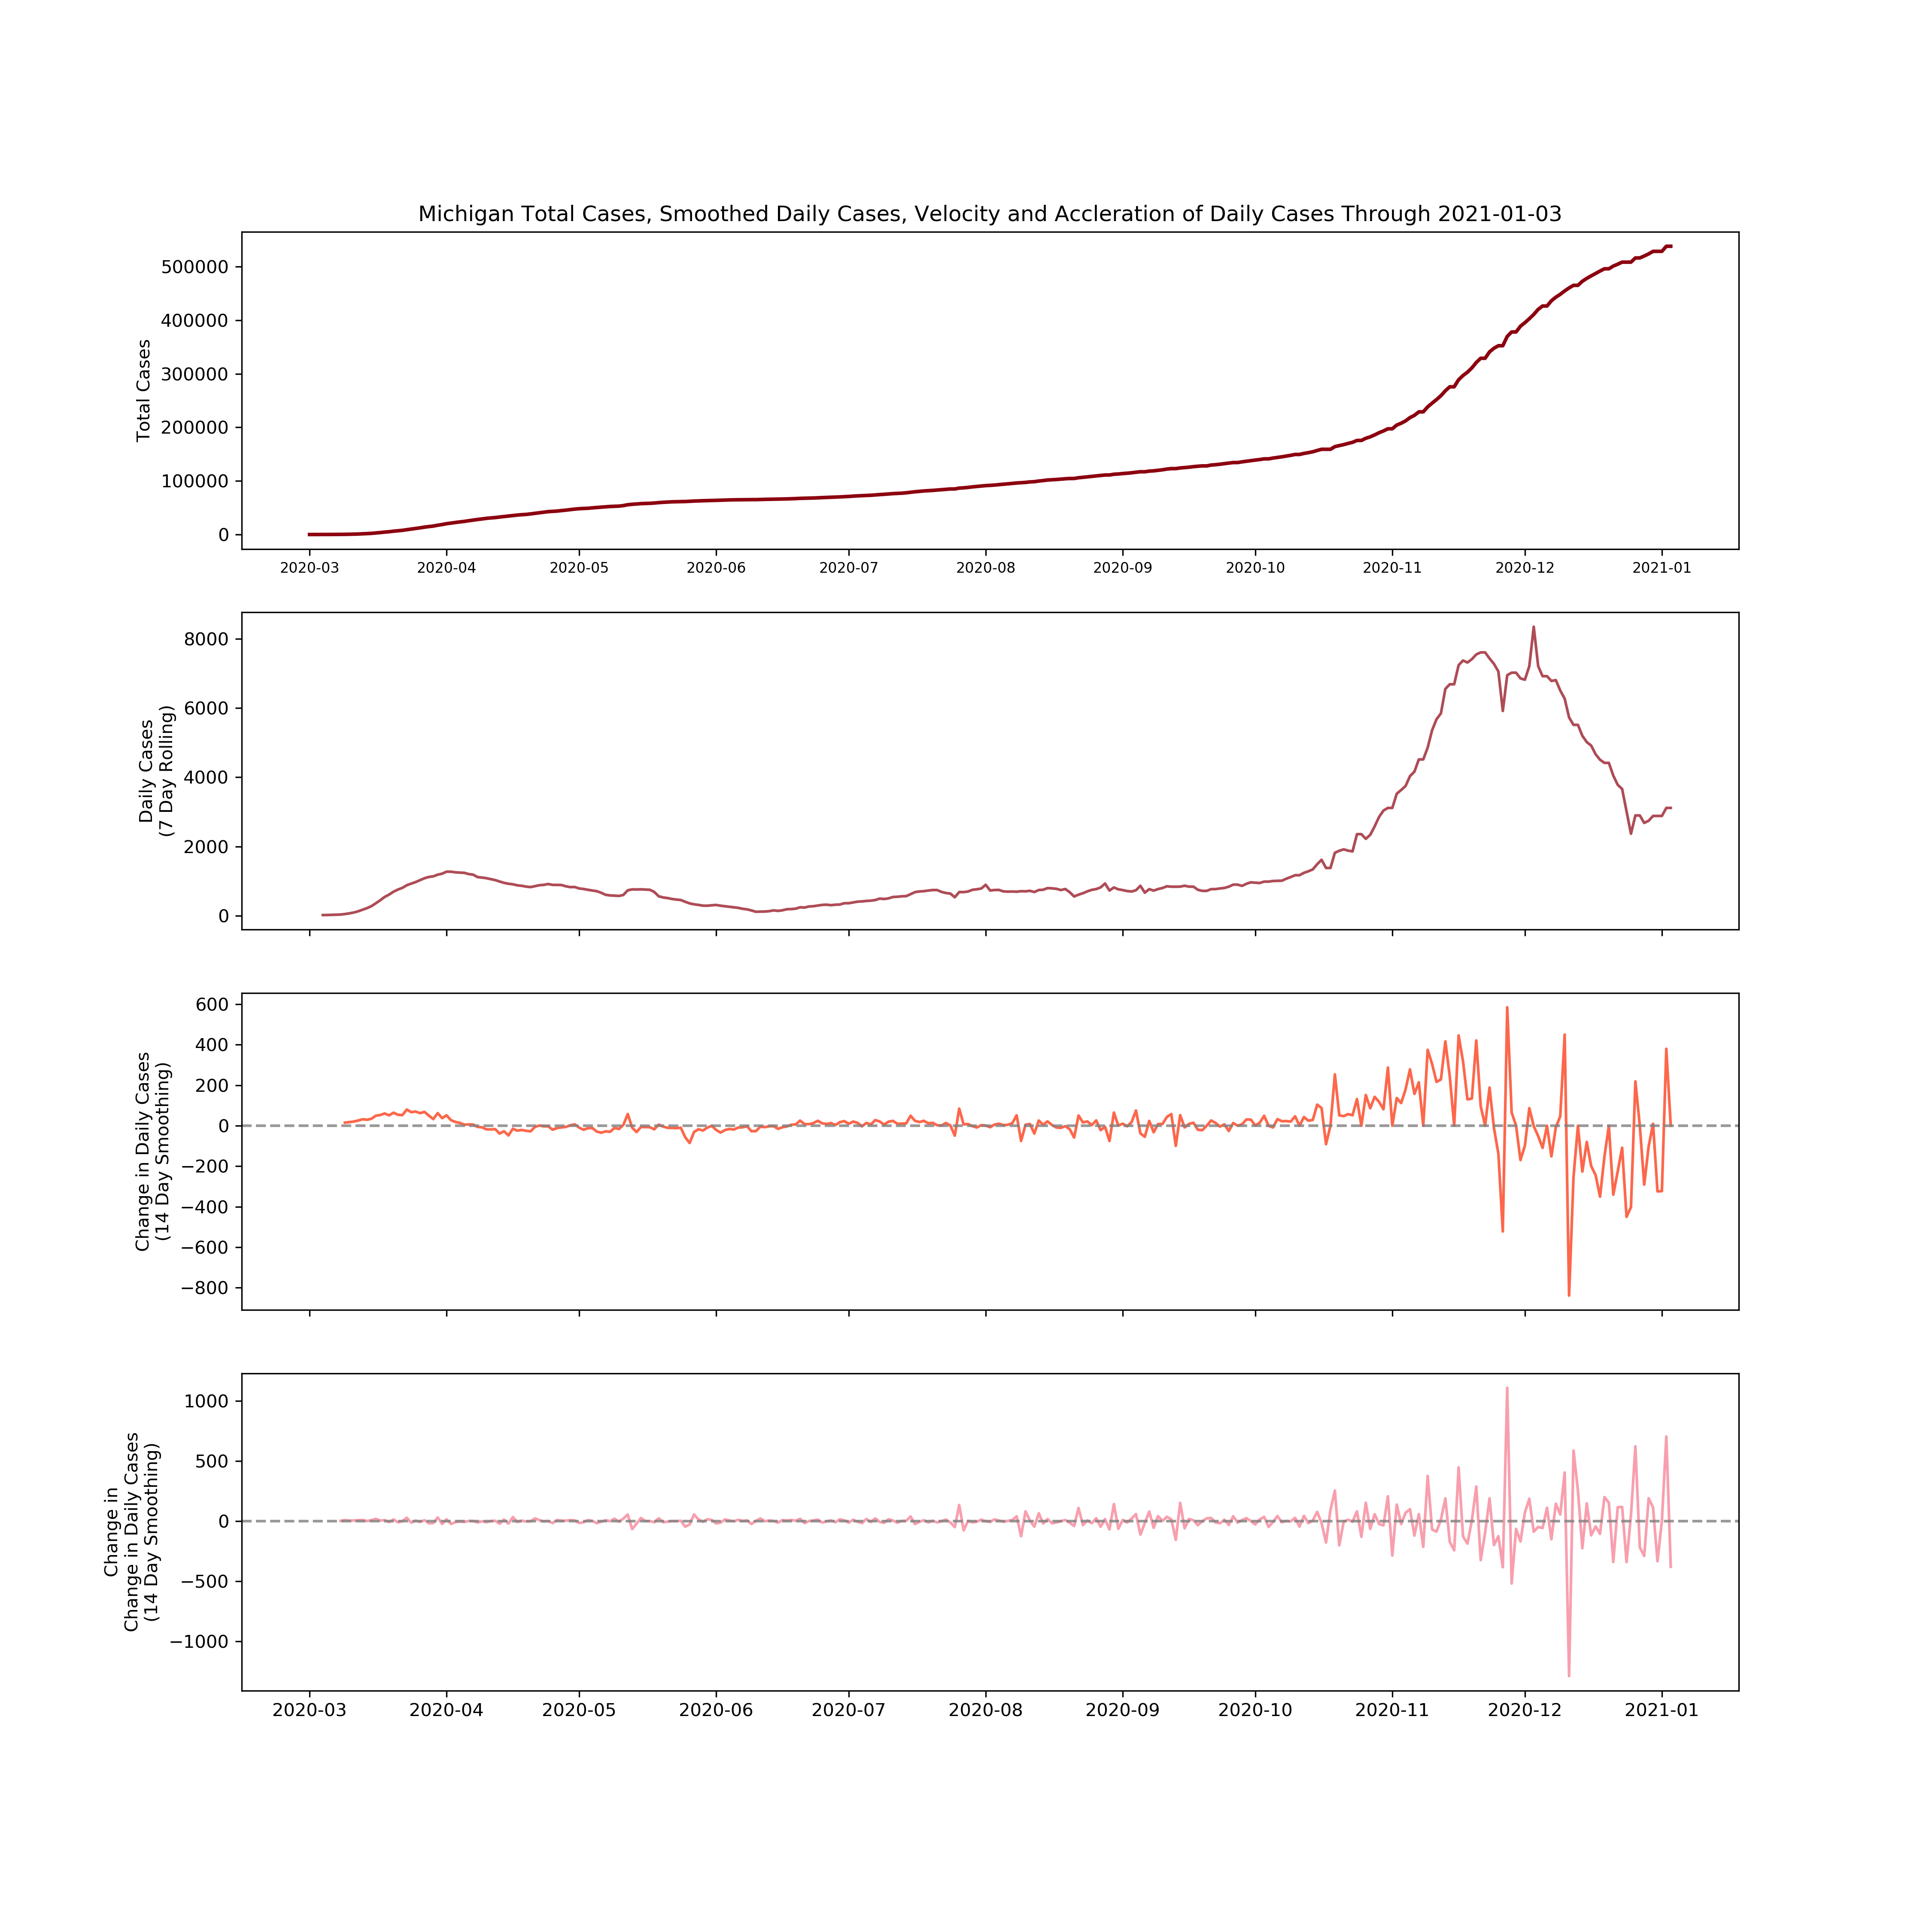 Michigan Total Cases, Smoothed Daily Cases, Velocity and Accleration of Daily Cases Through 2021-01-03
Total Cases
500000
400000
300000
200000
100000
0
2020-03 2020-04 2020-05 2020-06 2020-07 2020-08 2020-09 2020-10 2020-11 2020-12 2021-01
Daily Cases
(7 Day Rolling)
8000
6000
4000
2000
0
Change in Daily Cases
(14 Day Smoothing)
600
400
200
0
−200
−400
−600
−800
Change in
Change in Daily Cases
(14 Day Smoothing)
1000
500
0
−500
−1000
2020-03 2020-04 2020-05 2020-06 2020-07 2020-08 2020-09 2020-10 2020-11 2020-12 2021-01